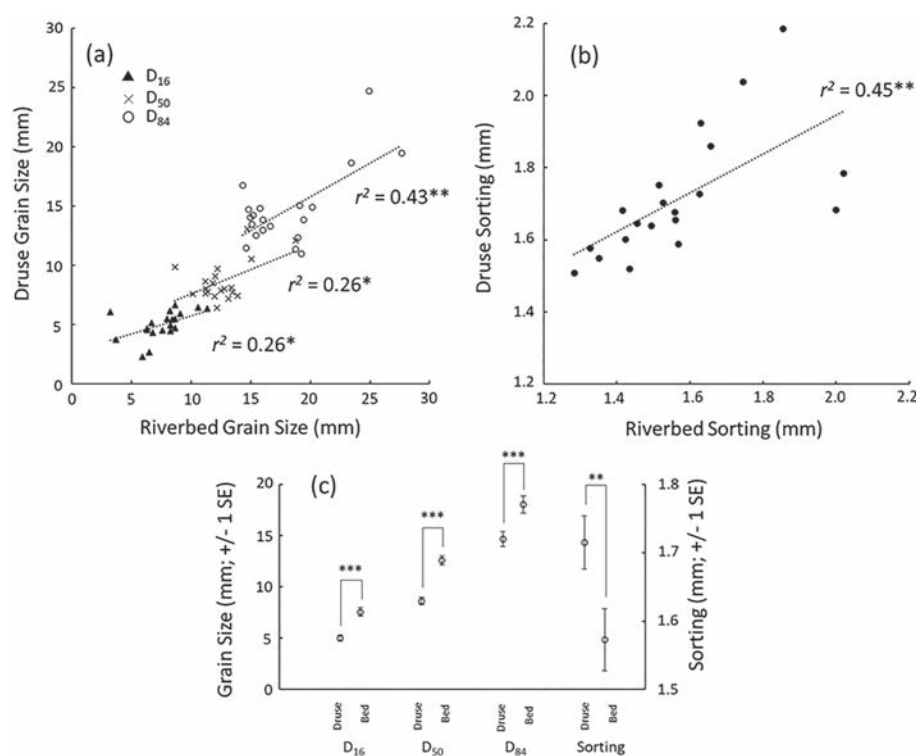 (a)
▲ D16
× D50
○ D84
Druse Grain Size (mm)
30
25
20
15
10
5
0
r² = 0.43**
r² = 0.26*
r² = 0.26*
0 5 10 15 20 25 30
Riverbed Grain Size (mm)
(b)
Druse Sorting (mm)
2.2
2.0
1.8
1.6
1.4
1.2
r² = 0.45**
1.2 1.4 1.6 1.8 2.0 2.2
Riverbed Sorting (mm)
(c)
Grain Size (mm; +/- 1 SE)
20
15
10
5
0
***
***
***
**
1.8
1.7
1.6
1.5
Sorting (mm; +/- 1 SE)
Druse Bed Druse Bed Druse Bed Druse Bed
D16 D50 D84 Sorting